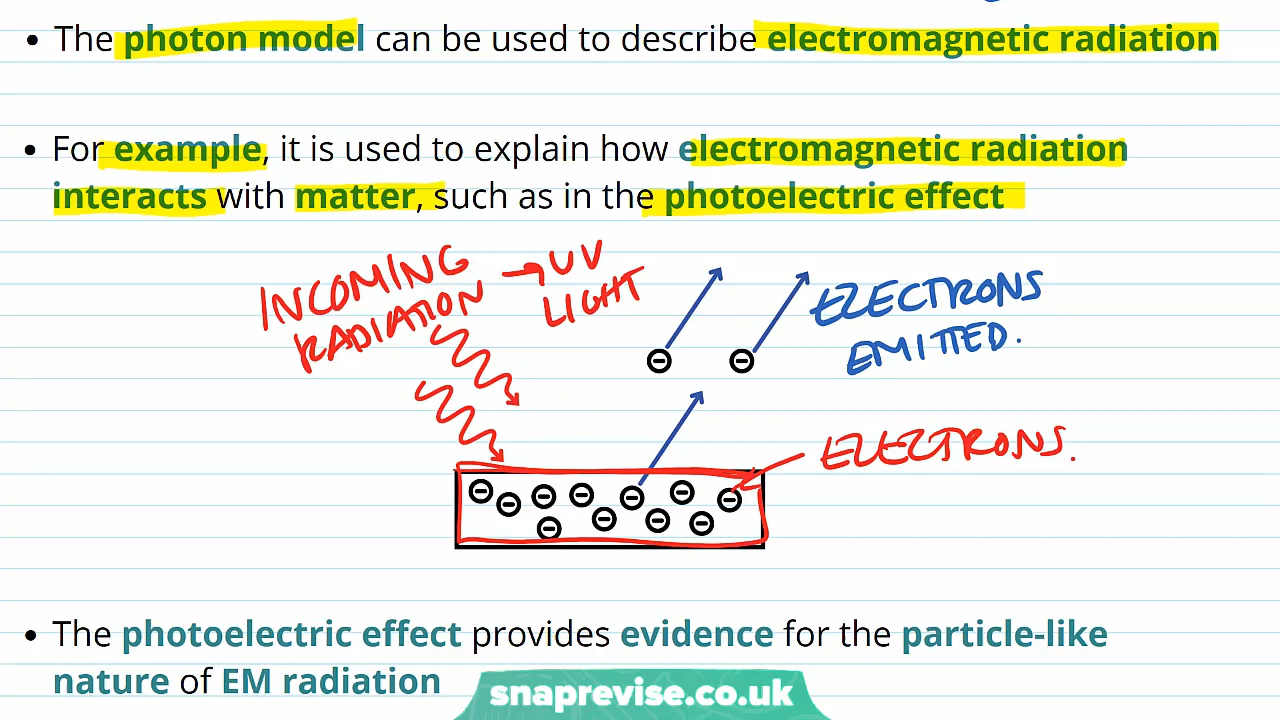 • The photon model can be used to describe electromagnetic radiation
• For example, it is used to explain how electromagnetic radiation
interacts with matter, such as in the photoelectric effect
INCOMING → UV
RADIATION LIGHT
ELECTRONS
EMITTED.
ELECTRONS.
• The photoelectric effect provides evidence for the particle-like
nature of EM radiation
snaprevise.co.uk